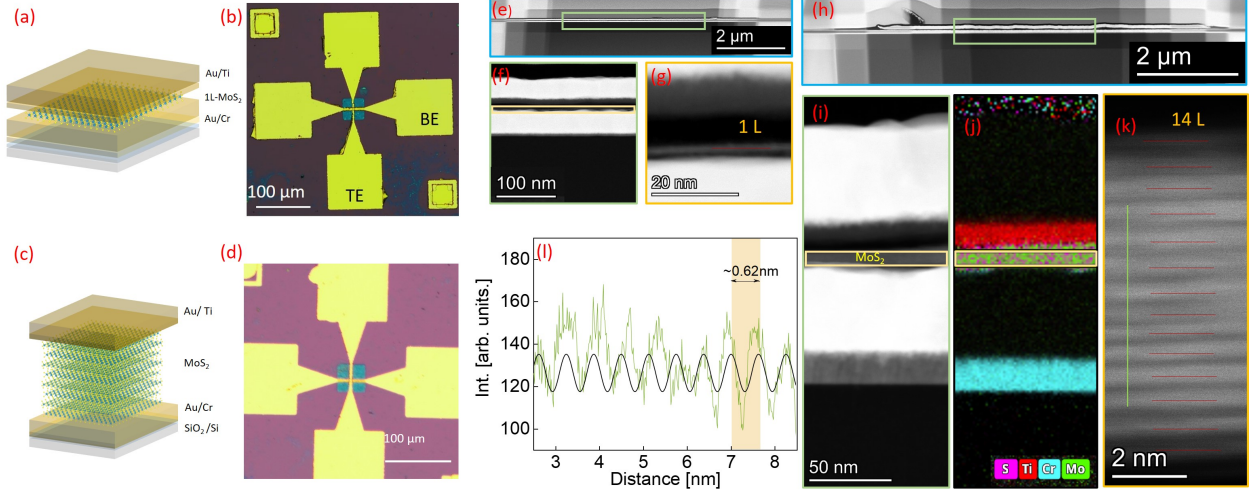 (a)
Au/Ti
1L-MoS₂
Au/Cr
(b)
BE
TE
100 µm
(c)
Au/ Ti
MoS₂
Au/Cr
SiO₂/Si
(d)
100 µm
(e)
2 µm
(f)
100 nm
(g)
1 L
20 nm
(h)
2 µm
(i)
MoS₂
50 nm
(j)
S
Ti
Cr
Mo
(k)
14 L
2 nm
(l)
180
160
140
120
100
Int. [arb. units.]
~0.62nm
3
4
5
6
7
8
Distance [nm]